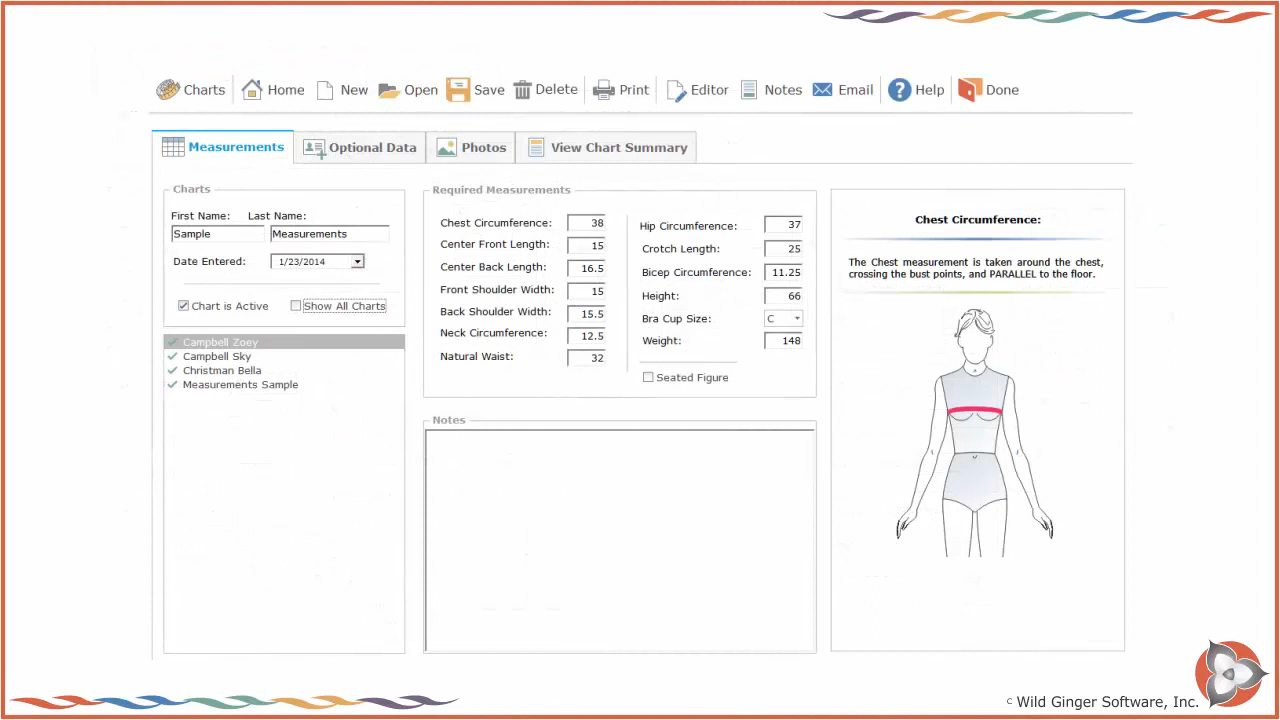 Charts Home New Open Save Delete Print Editor Notes Email Help Done
Measurements Optional Data Photos View Chart Summary
Charts
First Name: Last Name:
Sample Measurements
Date Entered: 1/23/2014
Chart is Active Show All Charts
Campbell Zoey
Campbell Sky
Christman Bella
Measurements Sample
Required Measurements
Chest Circumference: 38
Center Front Length: 15
Center Back Length: 16.5
Front Shoulder Width: 15
Back Shoulder Width: 15.5
Neck Circumference: 12.5
Natural Waist: 32
Hip Circumference: 37
Crotch Length: 25
Bicep Circumference: 11.25
Height: 66
Bra Cup Size: C
Weight: 148
Seated Figure
Notes
Chest Circumference:
The Chest measurement is taken around the chest,
crossing the bust points, and PARALLEL to the floor.
c Wild Ginger Software, Inc.